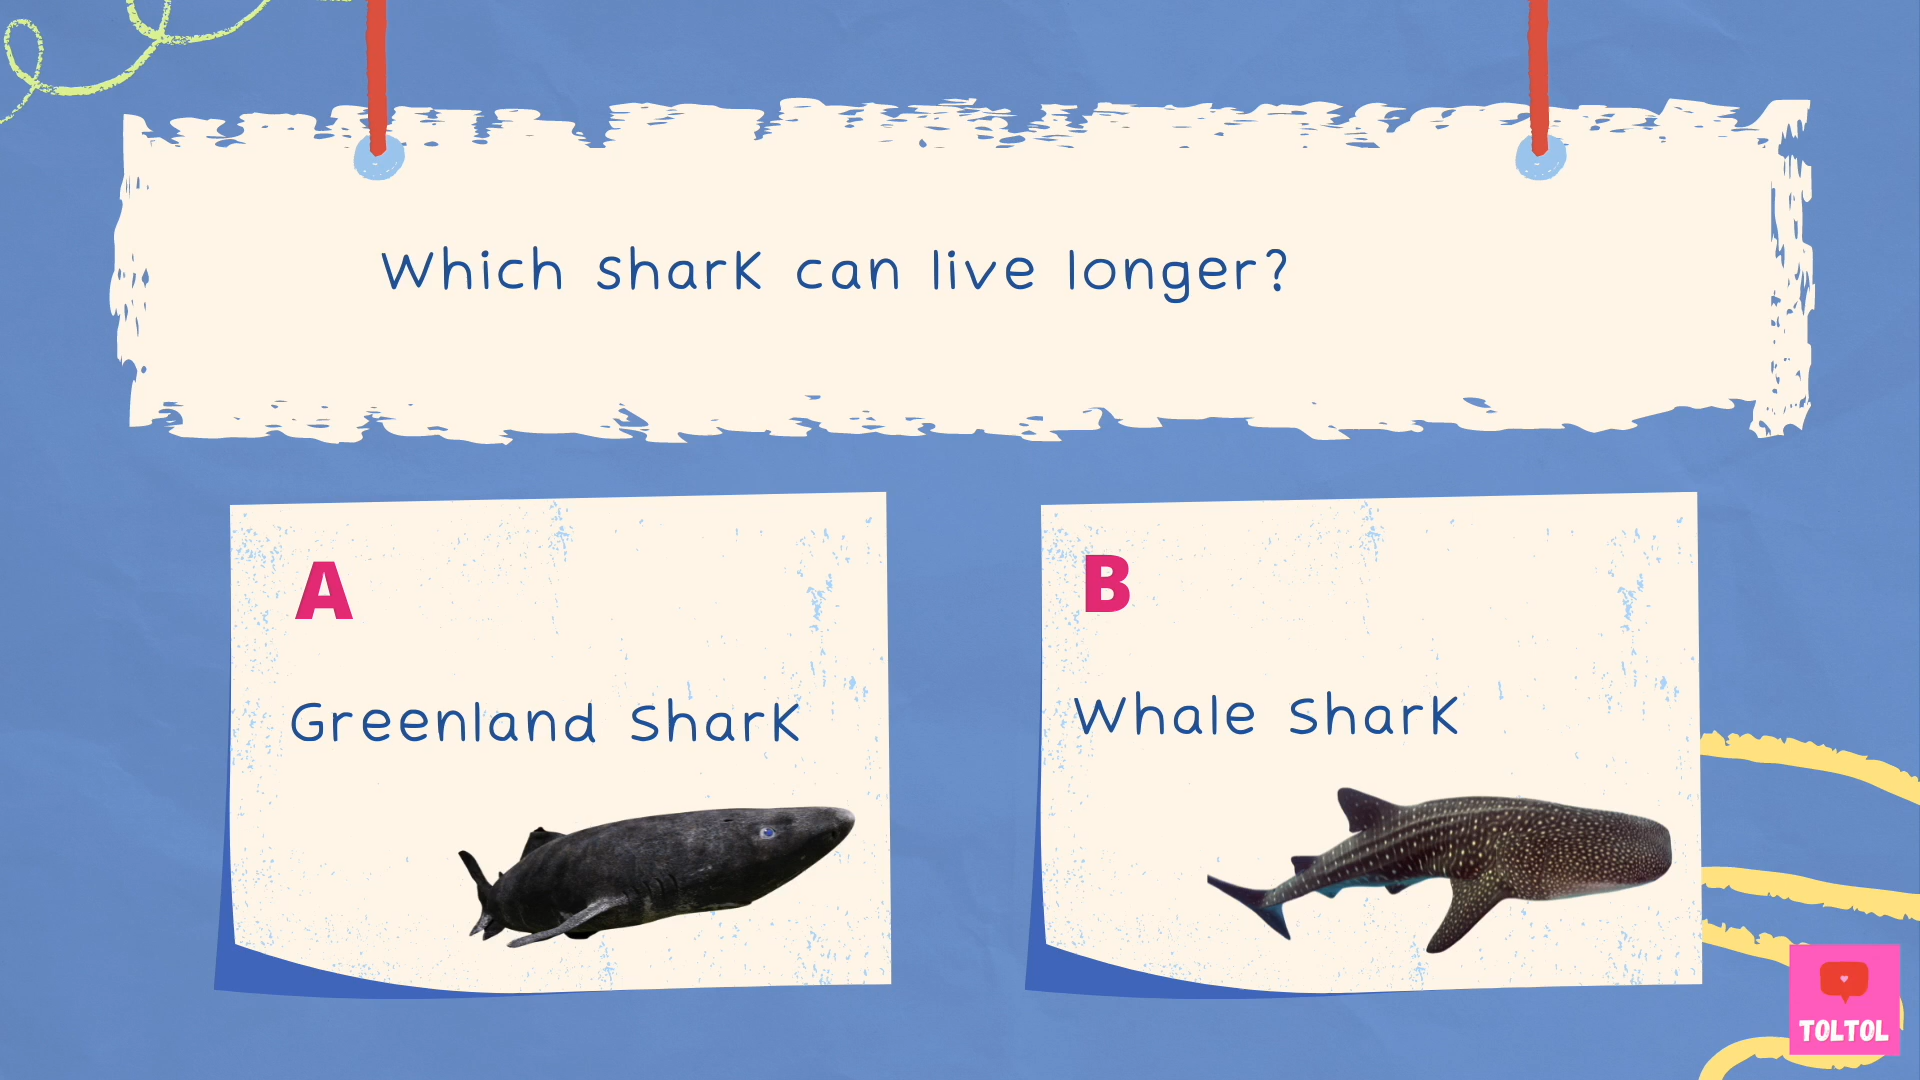 Which shark can live longer?
A
Greenland Shark
B
Whale Shark
TOLTOL